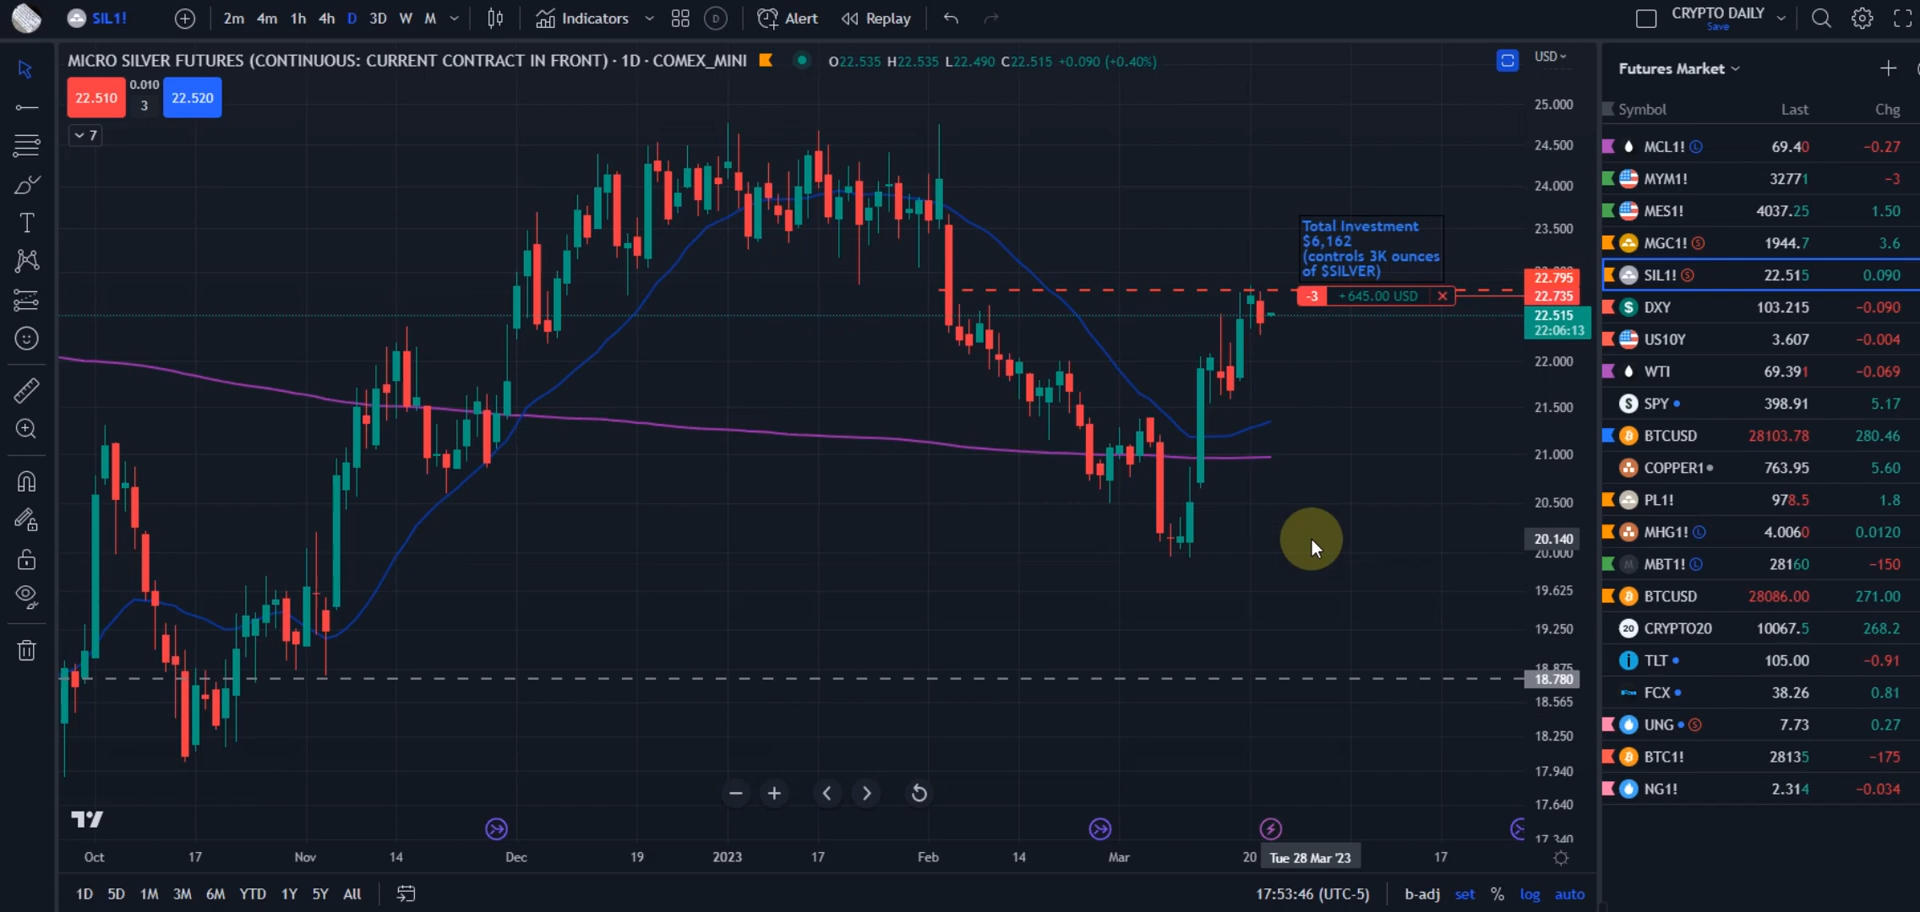 SIL1! 2m 4m 1h 4h D 3D W M Indicators D Alert Replay CRYPTO DAILY
Save
MICRO SILVER FUTURES (CONTINUOUS: CURRENT CONTRACT IN FRONT) · 1D · COMEX_MINI O22.535 H22.535 L22.490 C22.515 +0.090 (+0.40%) USD
22.510 0.010 22.520
3
7
25.000
24.500
24.000
23.500
22.795
22.735
22.515
22:06:13
22.000
21.500
21.000
20.500
20.140
20.000
19.625
19.250
18.875
18.780
18.565
18.250
17.940
17.640
17.340
Total Investment
$6,162
(controls 3K ounces
of $SILVER)
-3 +645.00 USD
Oct 17 Nov 14 Dec 19 2023 17 Feb 14 Mar 20 Tue 28 Mar '23 17
1D 5D 1M 3M 6M YTD 1Y 5Y All 17:53:46 (UTC-5) b-adj set % log auto
Futures Market
Symbol Last Chg
MCL1! L 69.40 −0.27
MYM1! 32771 −3
MES1! 4037.25 1.50
MGC1! S 1944.7 3.6
SIL1! S 22.515 0.090
DXY 103.215 −0.090
US10Y 3.607 −0.004
WTI 69.391 −0.069
SPY 398.91 5.17
BTCUSD 28103.78 280.46
COPPER1 763.95 5.60
PL1! 978.5 1.8
MHG1! L 4.0060 0.0120
MBT1! L 28160 −150
BTCUSD 28086.00 271.00
20 CRYPTO20 10067.5 268.2
TLT 105.00 −0.91
FCX 38.26 0.81
UNG S 7.73 0.27
BTC1! 28135 −175
NG1! 2.314 −0.034